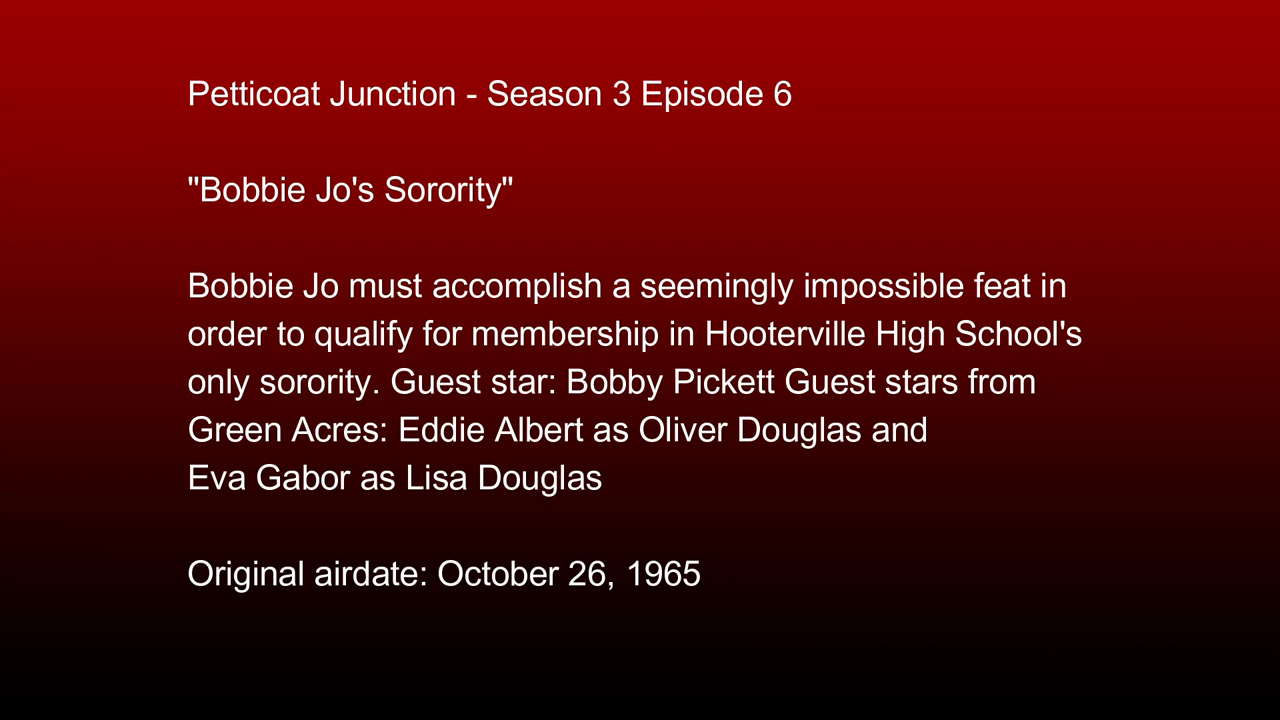 Petticoat Junction - Season 3 Episode 6
"Bobbie Jo's Sorority"
Bobbie Jo must accomplish a seemingly impossible feat in
order to qualify for membership in Hooterville High School's
only sorority. Guest star: Bobby Pickett Guest stars from
Green Acres: Eddie Albert as Oliver Douglas and
Eva Gabor as Lisa Douglas
Original airdate: October 26, 1965